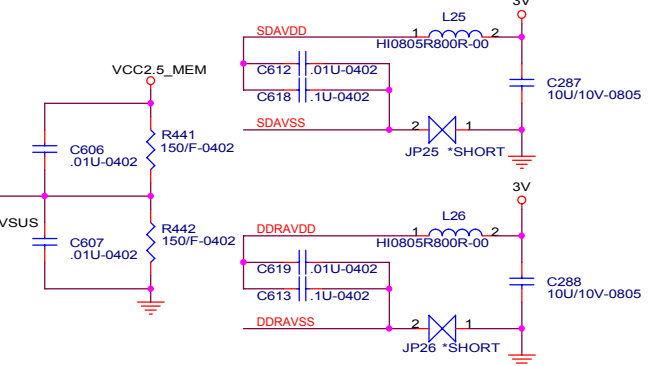 3V
L25
SDAVDD
1
2
HI0805R800R-00
VCC2.5_MEM
C612
.01U-0402
C618
.1U-0402
C287
10U/10V-0805
SDAVSS
2
1
JP25 *SHORT
R441
150/F-0402
C606
.01U-0402
3V
VSUS
L26
DDRAVDD
1
2
HI0805R800R-00
R442
150/F-0402
C607
.01U-0402
C619
.01U-0402
C613
.1U-0402
C288
10U/10V-0805
DDRAVSS
2
1
JP26 *SHORT